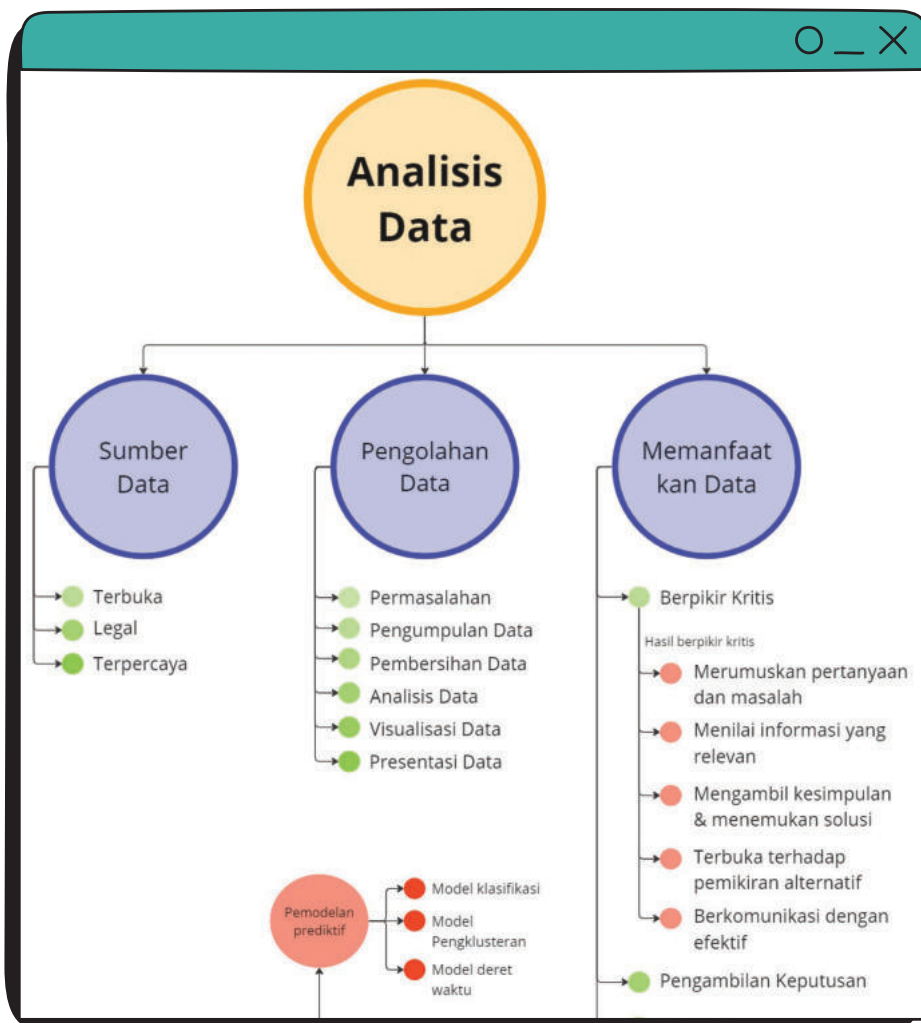 Analisis
Data
Sumber
Data
Terbuka
Legal
Terpercaya
Pengolahan
Data
Permasalahan
Pengumpulan Data
Pembersihan Data
Analisis Data
Visualisasi Data
Presentasi Data
Memanfaat
kan Data
Berpikir Kritis
Hasil berpikir kritis
Merumuskan pertanyaan
dan masalah
Menilai informasi yang
relevan
Mengambil kesimpulan
& menemukan solusi
Terbuka terhadap
pemikiran alternatif
Berkomunikasi dengan
efektif
Pengambilan Keputusan
Pemodelan
prediktif
Model klasifikasi
Model
Pengklusteran
Model deret
waktu